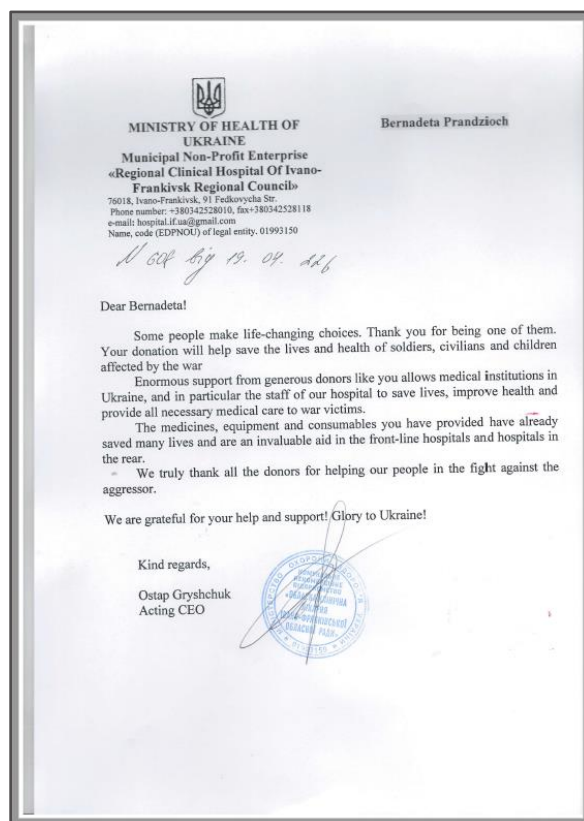 MINISTRY OF HEALTH OF
UKRAINE
Municipal Non-Profit Enterprise
«Regional Clinical Hospital Of Ivano-
Frankivsk Regional Council»
76018, Ivano-Frankivsk, 91 Fedkovycha Str.
Phone number: +380342528010, fax+380342528118
e-mail: hospital.if.ua@gmail.com
Name, code (EDPNOU) of legal entity. 01993150
Bernadeta Prandzioch
від 19. 04.
Dear Bernadeta!
Some people make life-changing choices. Thank you for being one of them.
Your donation will help save the lives and health of soldiers, civilians and children
affected by the war
Enormous support from generous donors like you allows medical institutions in
Ukraine, and in particular the staff of our hospital to save lives, improve health and
provide all necessary medical care to war victims.
The medicines, equipment and consumables you have provided have already
saved many lives and are an invaluable aid in the front-line hospitals and hospitals in
the rear.
We truly thank all the donors for helping our people in the fight against the
aggressor.
We are grateful for your help and support! Glory to Ukraine!
Kind regards,
Ostap Gryshchuk
Acting CEO